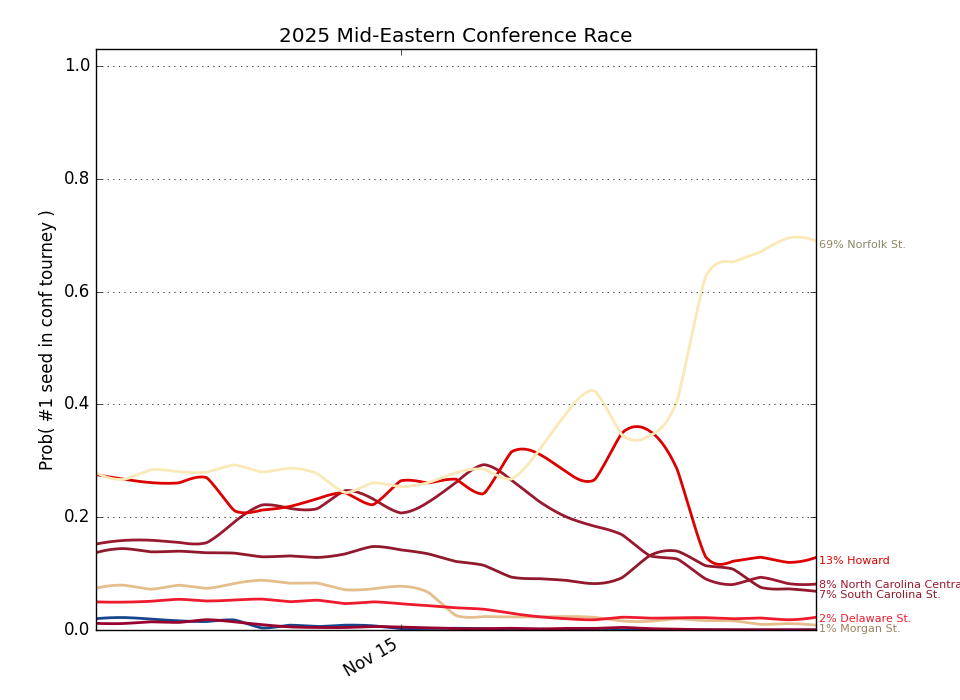 2025 Mid-Eastern Conference Race
Prob( #1 seed in conf tourney )
1.0
0.8
0.6
0.4
0.2
0.0
Nov 15
69% Norfolk St.
13% Howard
8% North Carolina Centra
7% South Carolina St.
2% Delaware St.
1% Morgan St.